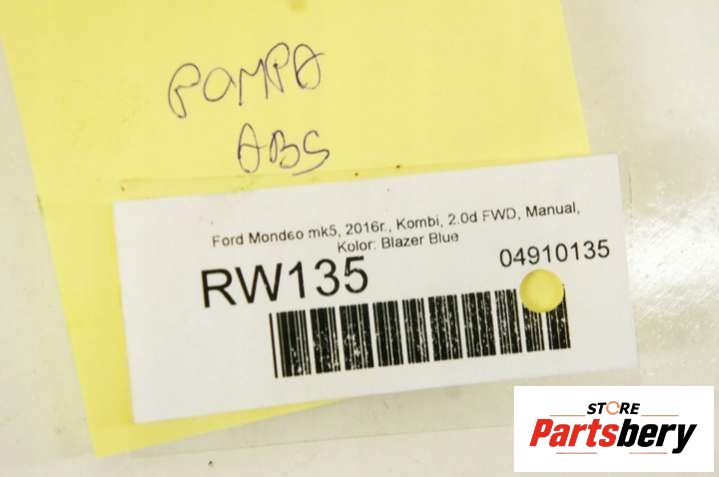 POMPA
ABS
Ford Mondeo mk5, 2016r., Kombi, 2.0d FWD, Manual,
Kolor: Blazer Blue
RW135
04910135
STORE
Partsbery